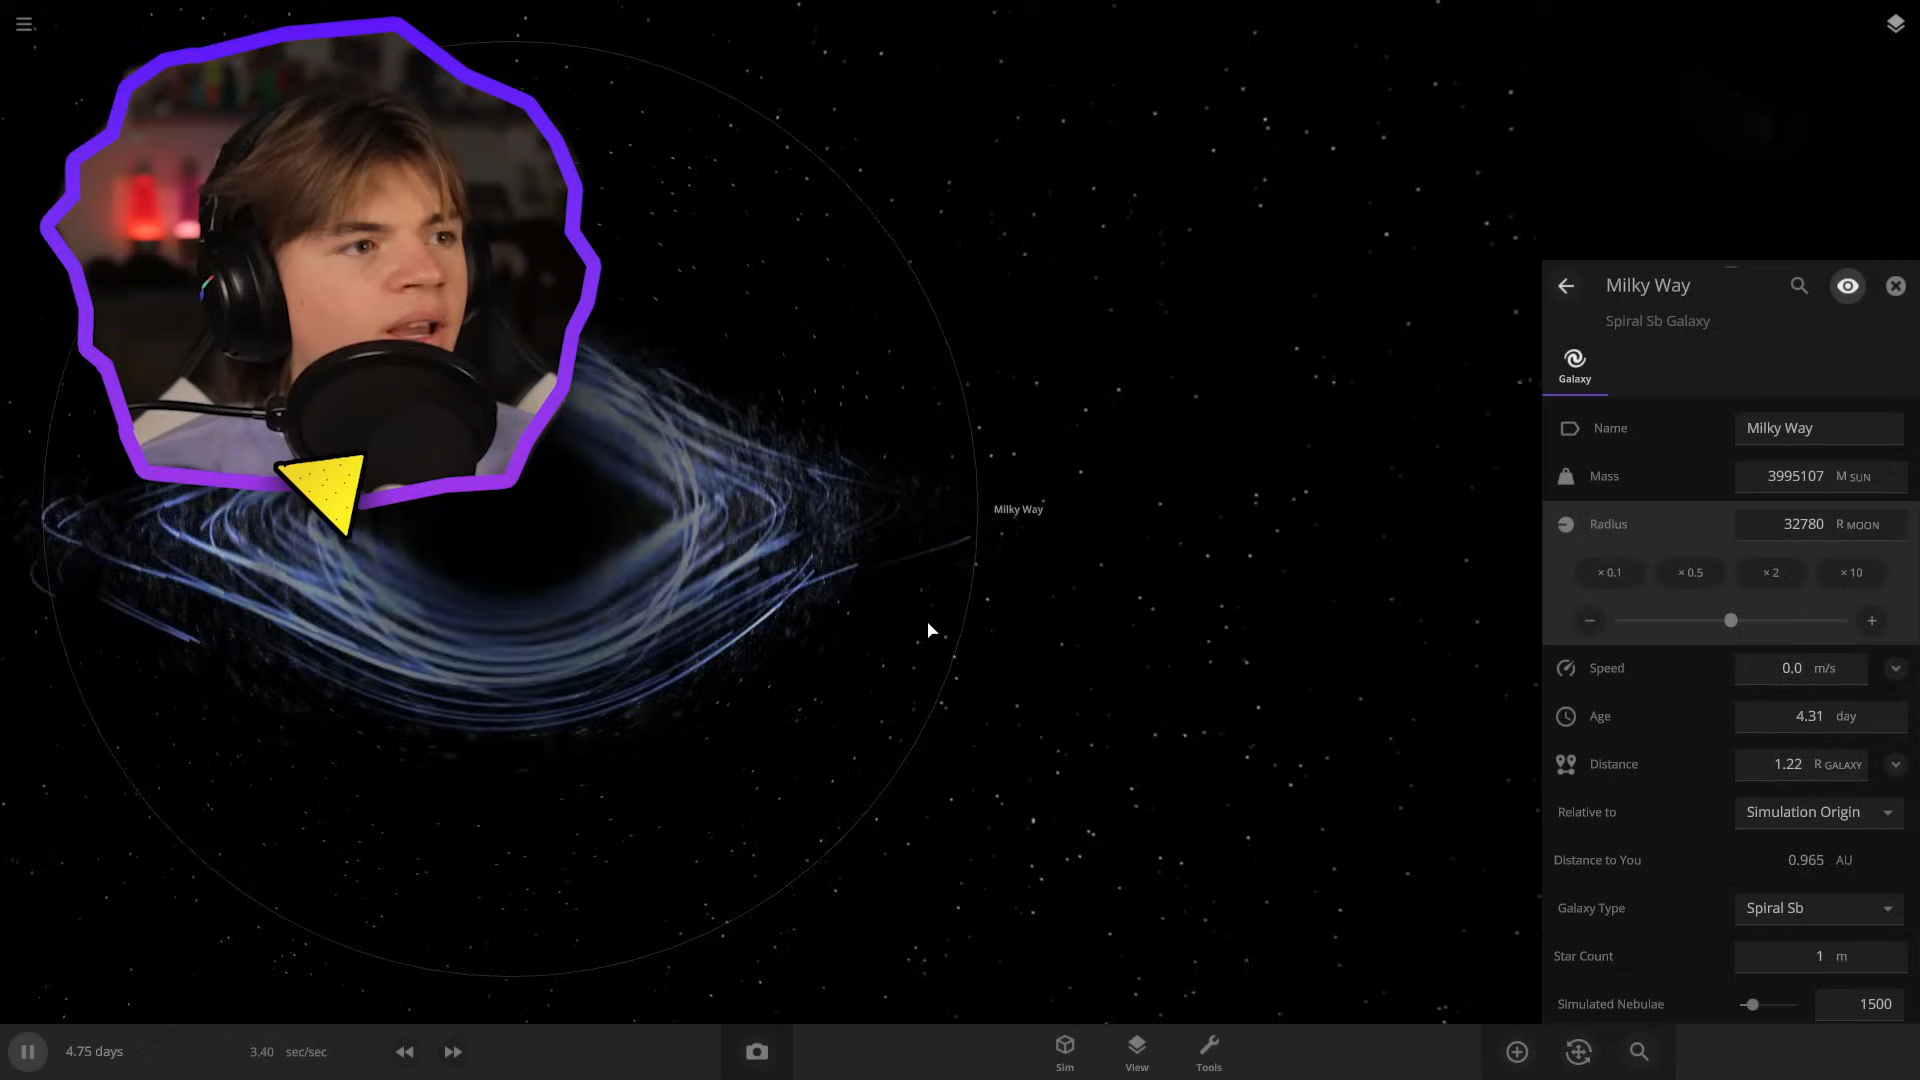 Milky Way
Milky Way
Spiral Sb Galaxy
Galaxy
Name Milky Way
Mass 3995107 M SUN
Radius 32780 R MOON
× 0.1 × 0.5 × 2 × 10
Speed 0.0 m/s
Age 4.31 day
Distance 1.22 R GALAXY
Relative to Simulation Origin
Distance to You 0.965 AU
Galaxy Type Spiral Sb
Star Count 1 m
Simulated Nebulae 1500
4.75 days 3.40 sec/sec Sim View Tools